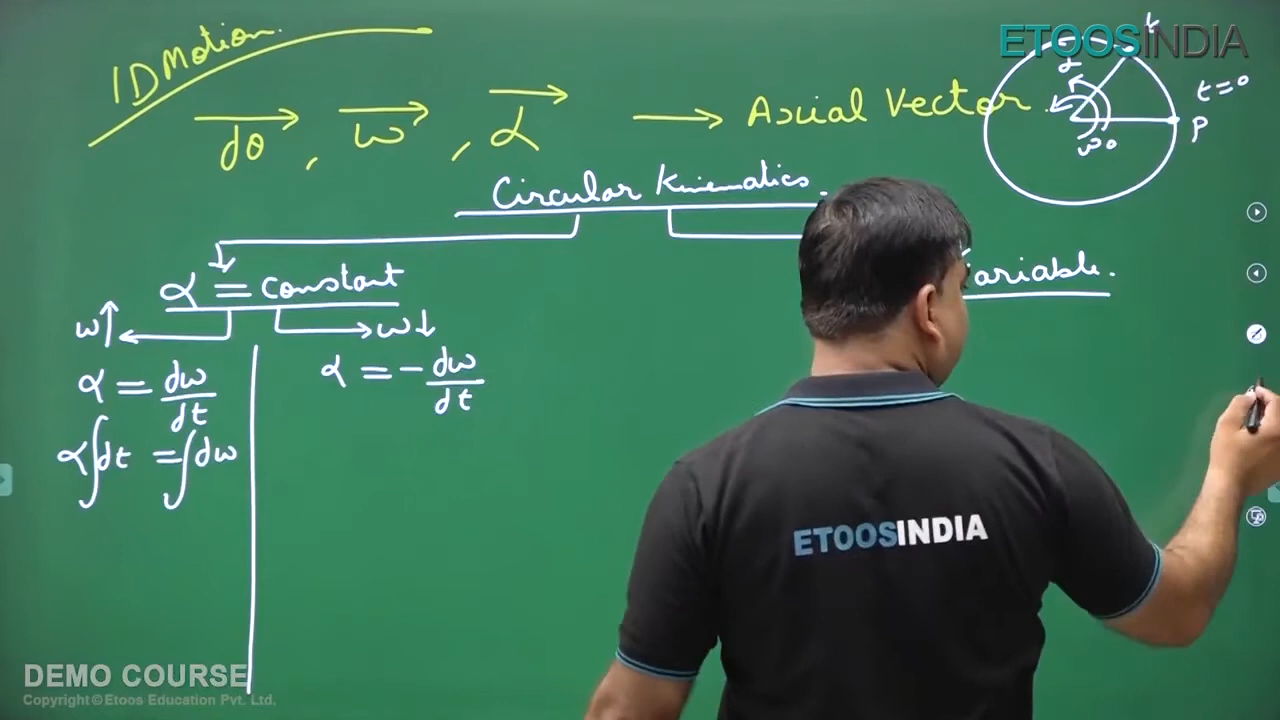 ETOOSINDIA
1D Motion.
t
α
t=0
P
ω0
dθ, ω, α → Axial Vector.
Circular Kinematics.
α = constant
ariable.
ω↑
ω↓
α = dω/dt
α = -dω/dt
α∫dt = ∫dω
ETOOSINDIA
DEMO COURSE
Copyright © Etoos Education Pvt. Ltd.